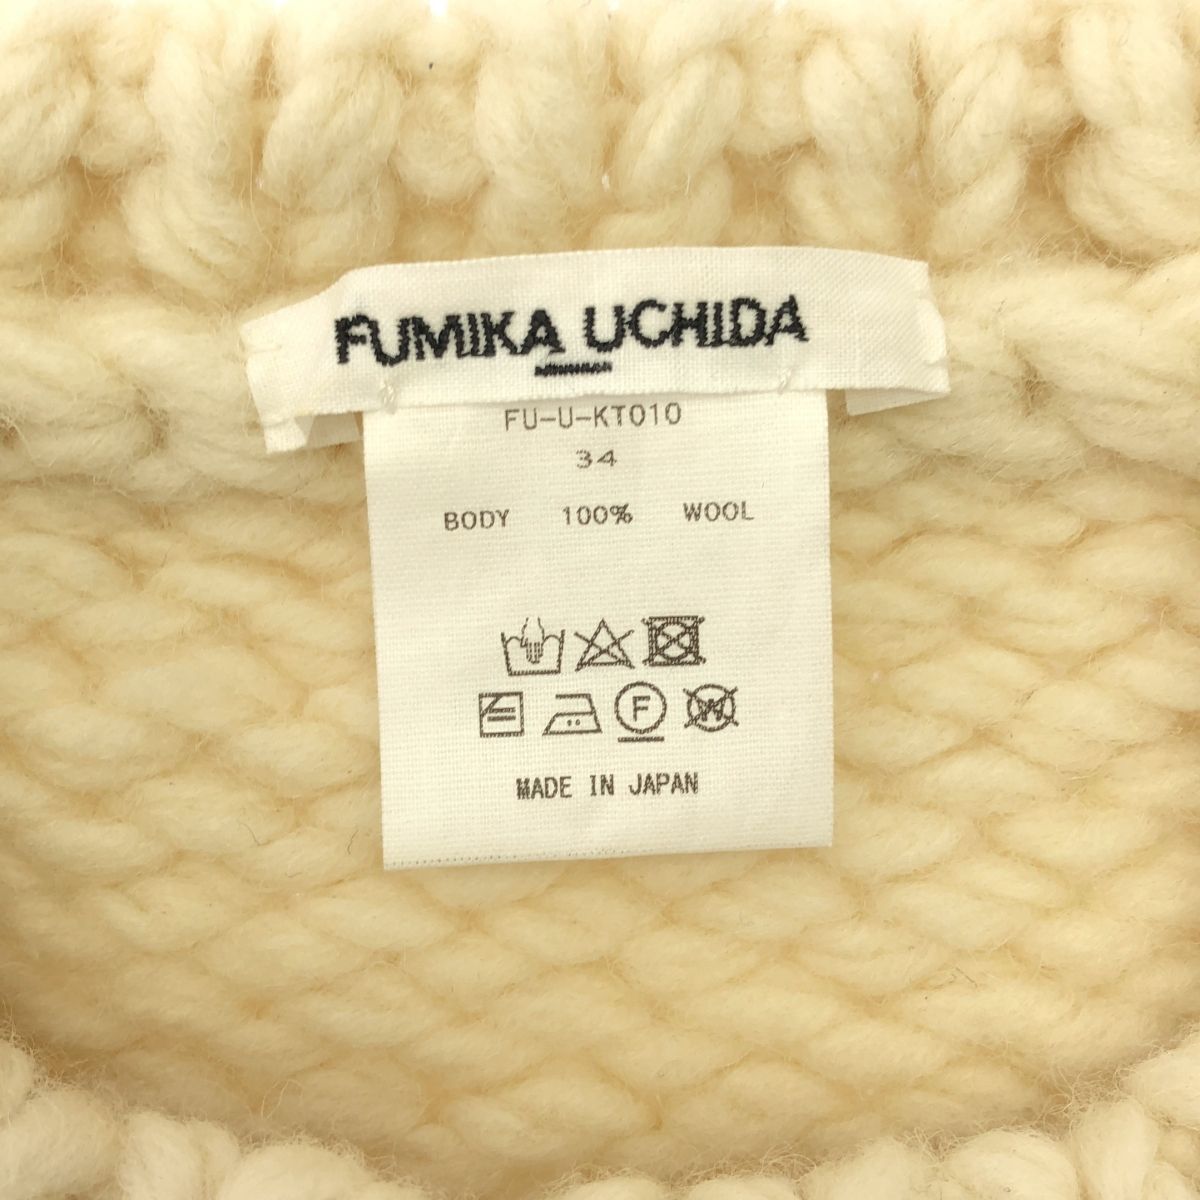 FUMIKA UCHIDA
FU-U-KT010
34
BODY 100% WOOL
F
W
MADE IN JAPAN